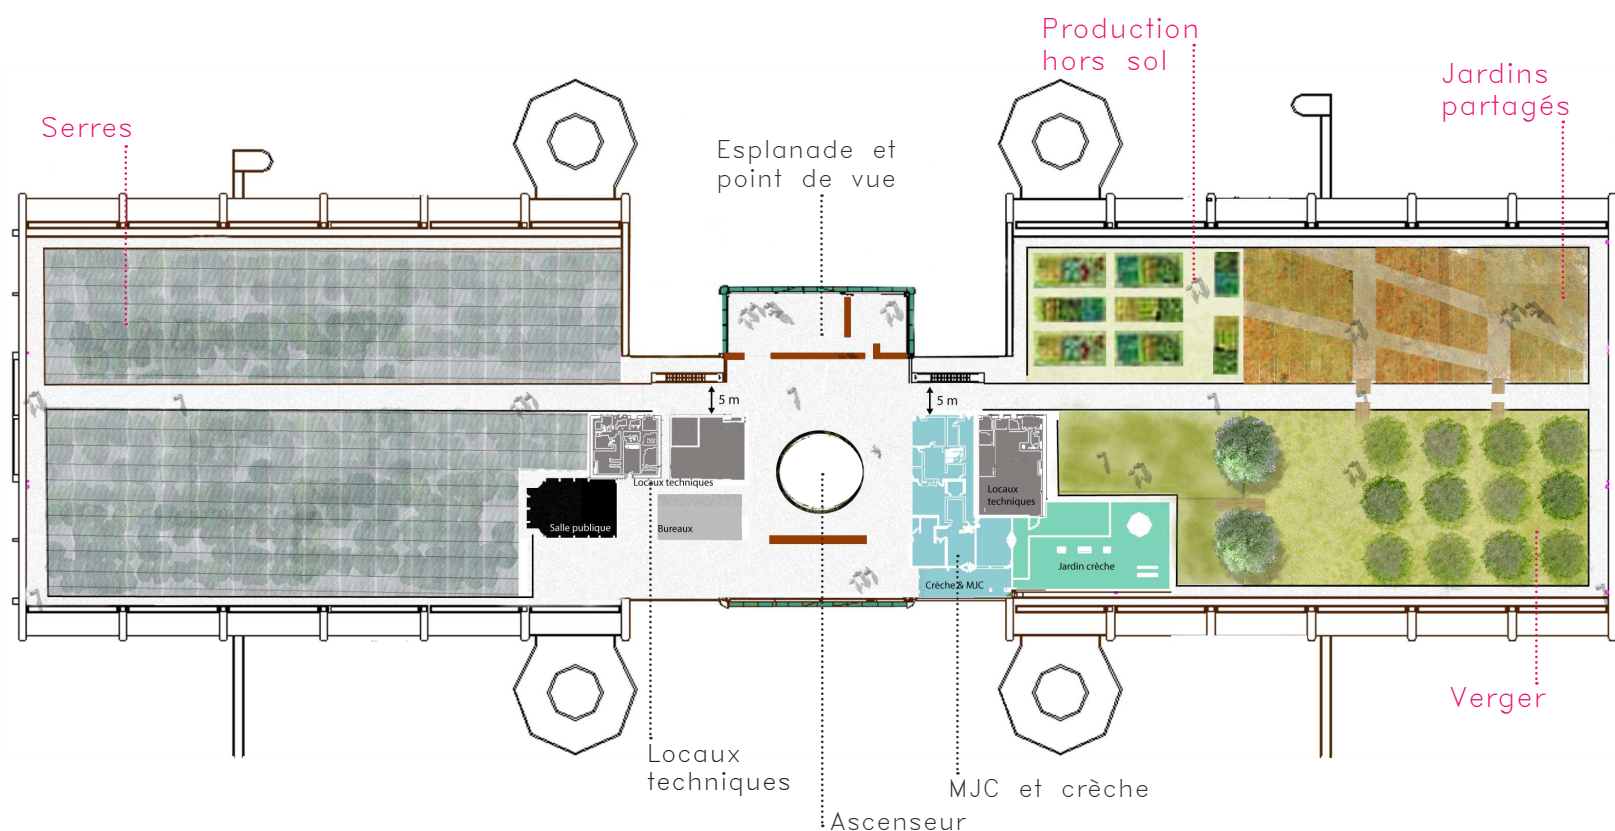 Production
hors sol
Jardins
partagés
Serres
Esplanade et
point de vue
5 m
5 m
Locaux techniques
Salle publique
Bureaux
Locaux
techniques
Jardin crèche
Crèche & MJC
Verger
Locaux
techniques
MJC et crèche
Ascenseur